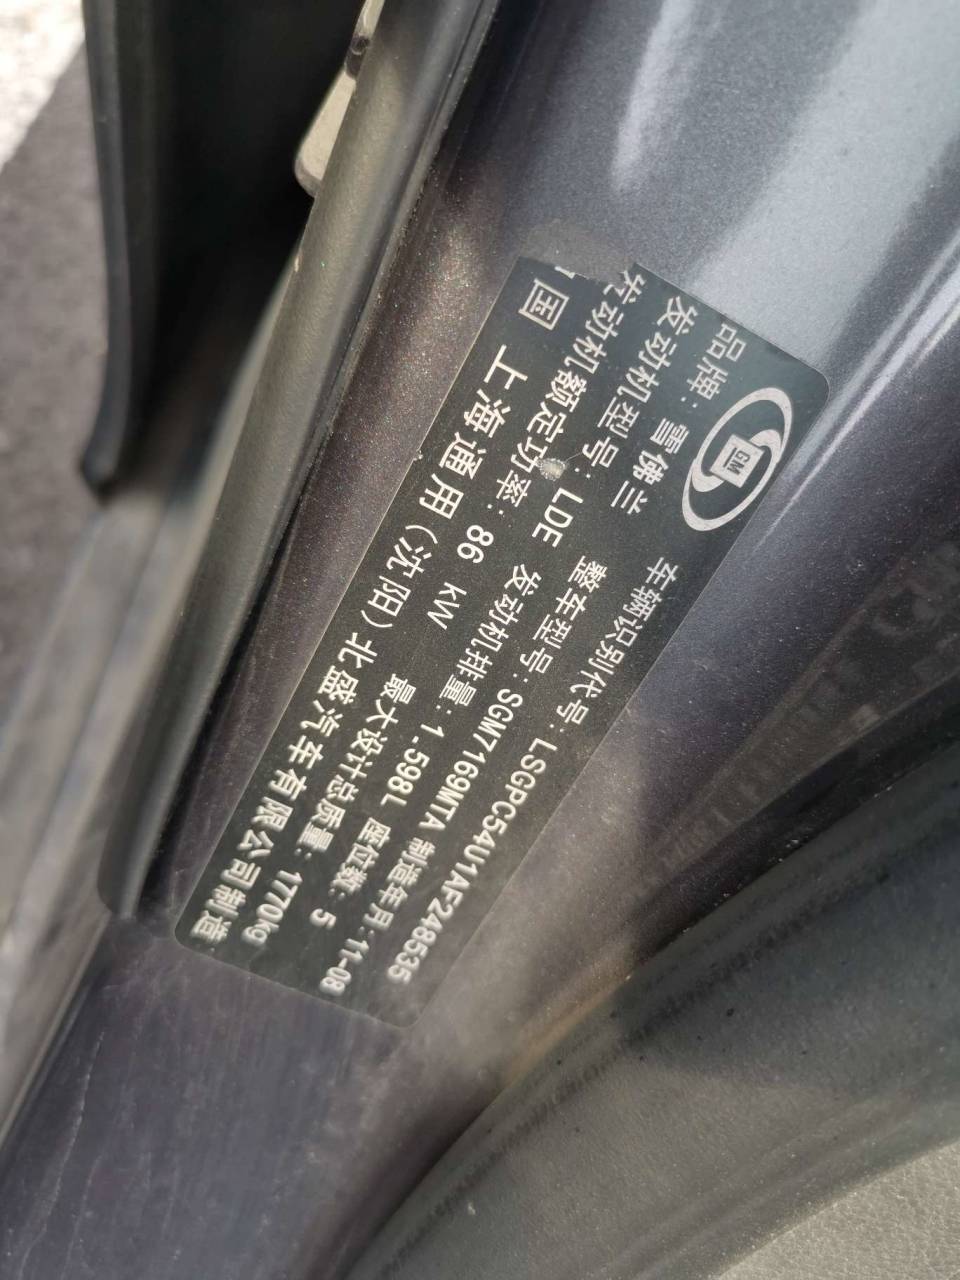 GM
车辆识别代号: LSGPC54U1AF248535
品牌: 雪佛兰 整车型号: SGM7169MTA 制造年月: 11-08
发动机型号: LDE 发动机排量: 1.598L 座位数: 5
发动机额定功率: 86 kW 最大设计总质量: 1770kg
国 上海通用(沈阳)北盛汽车有限公司制造